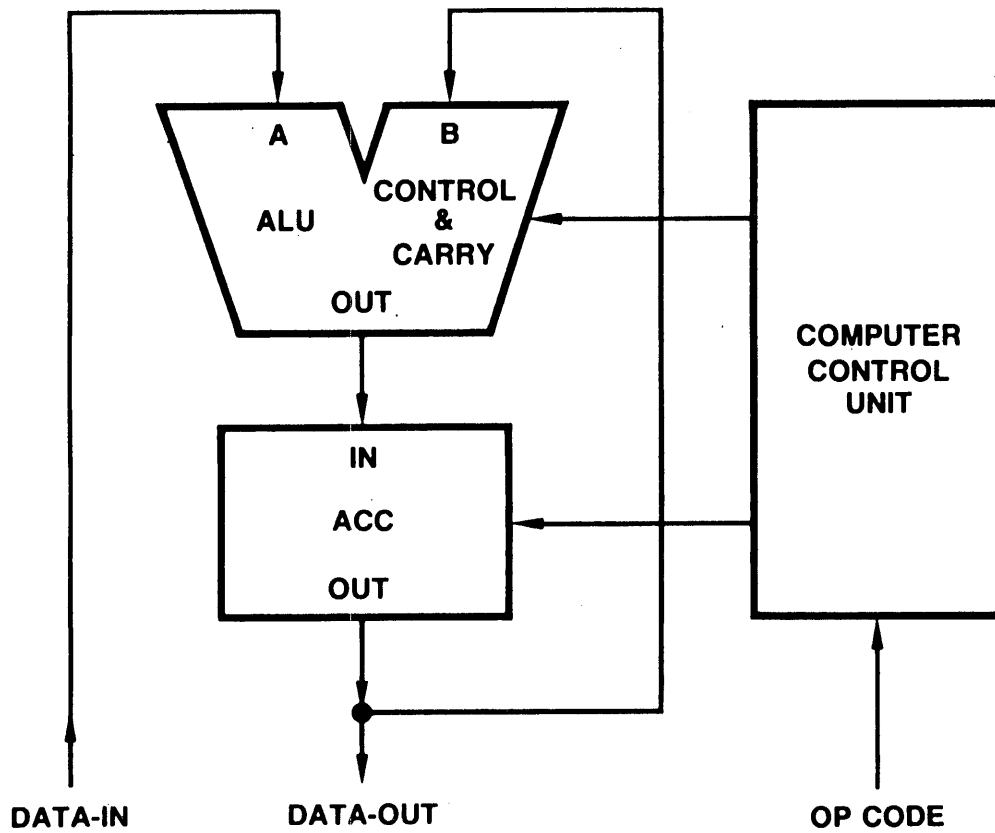 A
B
ALU
CONTROL
&
CARRY
OUT
IN
ACC
OUT
COMPUTER
CONTROL
UNIT
DATA-IN
DATA-OUT
OP CODE